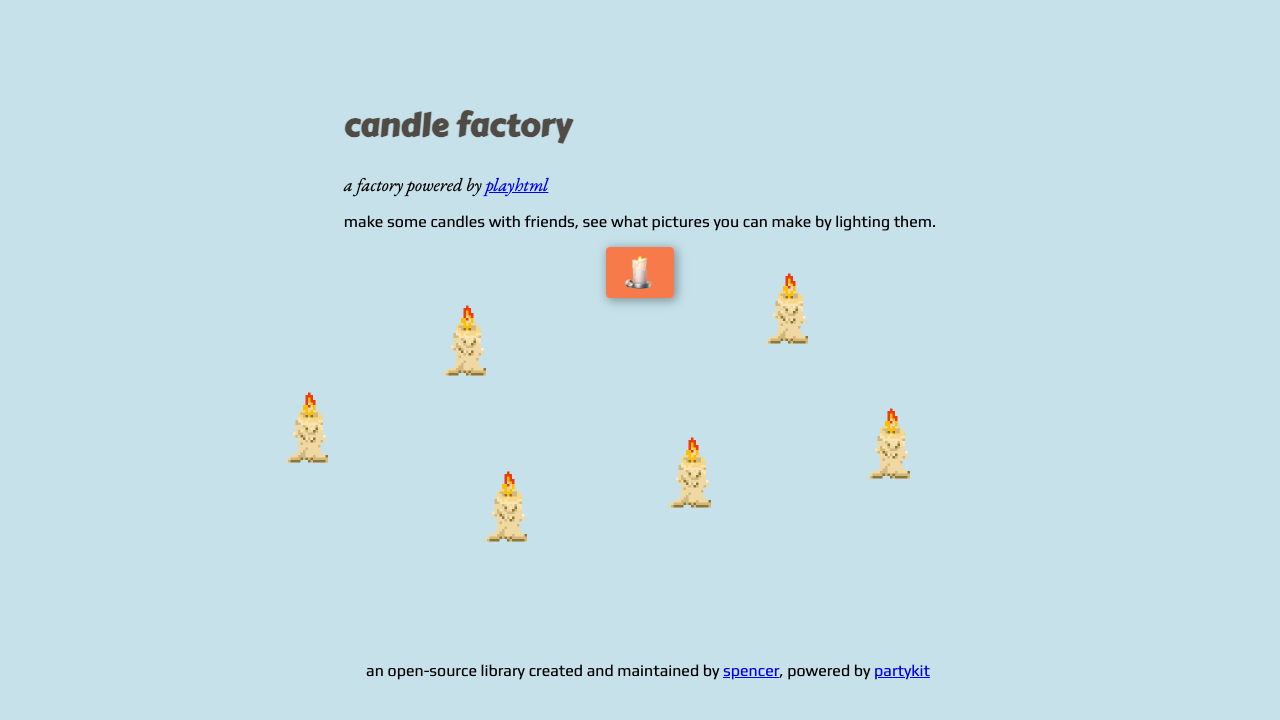 candle factory
a factory powered by playhtml
make some candles with friends, see what pictures you can make by lighting them.
an open-source library created and maintained by spencer, powered by partykit